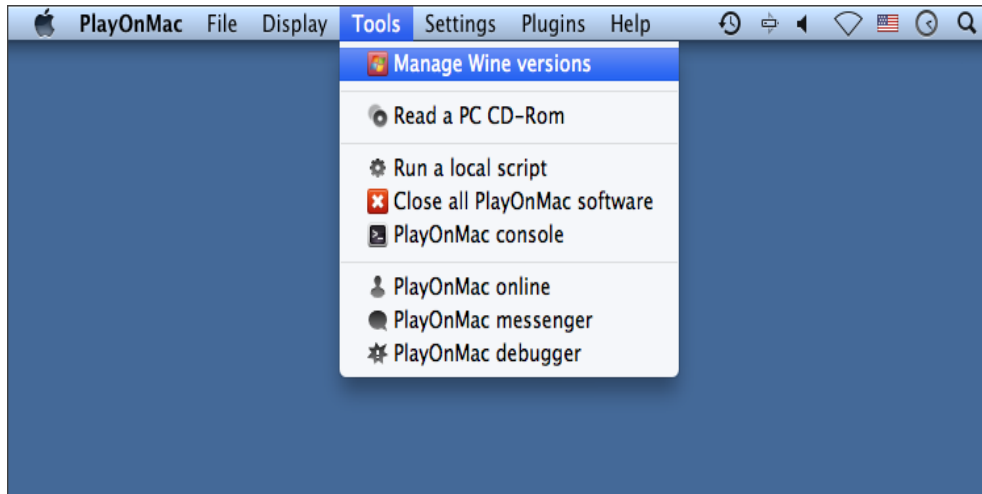 PlayOnMac File Display Tools Settings Plugins Help
Manage Wine versions
Read a PC CD-Rom
Run a local script
Close all PlayOnMac software
PlayOnMac console
PlayOnMac online
PlayOnMac messenger
PlayOnMac debugger